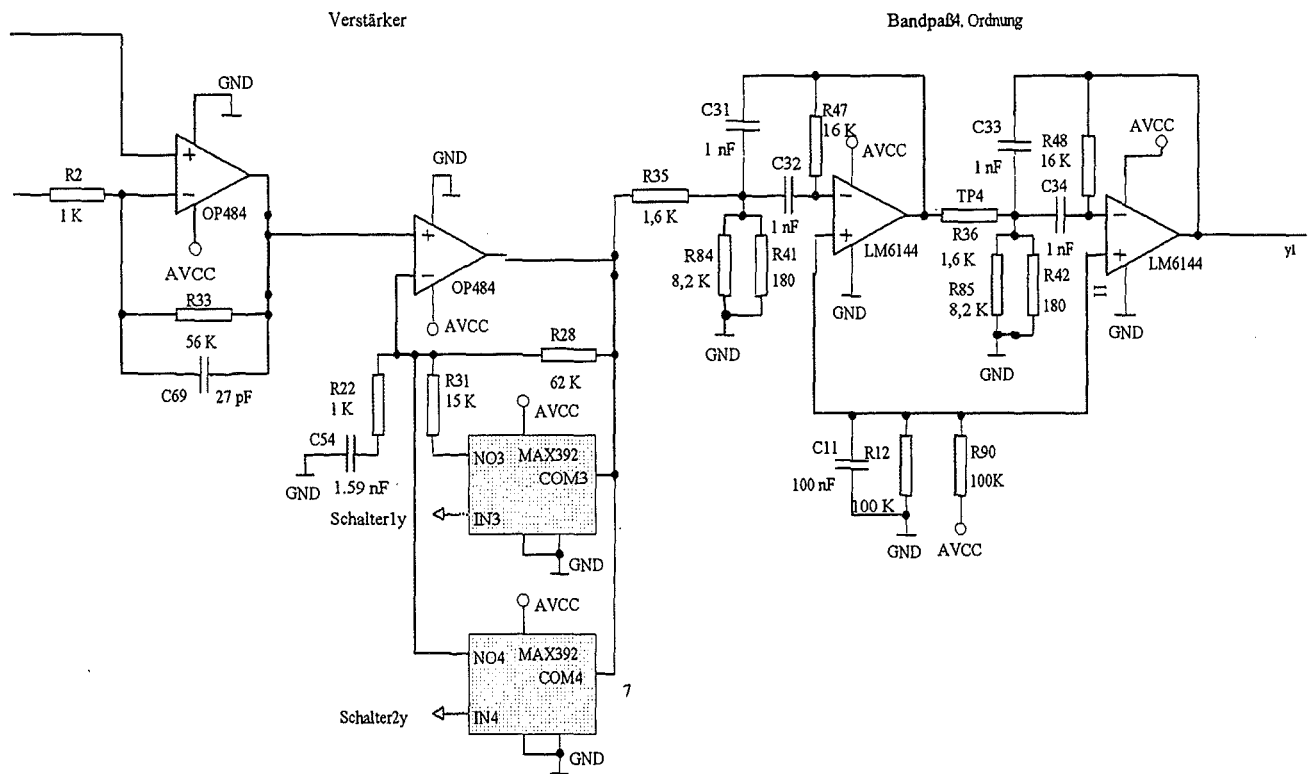 Verstärker
Bandpaß4. Ordnung
GND
R2
1 K
+
−
OP484
AVCC
R33
56 K
C69
27 pF
GND
+
−
OP484
AVCC
R28
62 K
R22
1 K
R31
15 K
C54
GND
1.59 nF
AVCC
NO3
MAX392
COM3
IN3
Schalter1y
GND
AVCC
NO4
MAX392
COM4
IN4
Schalter2y
GND
7
R35
1,6 K
C31
1 nF
R47
16 K
C32
1 nF
AVCC
−
+
LM6144
GND
R84
8,2 K
R41
180
GND
TP4
R36
1,6 K
C33
1 nF
R48
16 K
C34
1 nF
AVCC
−
+
LM6144
11
GND
R85
8,2 K
R42
180
GND
y1
C11
100 nF
R12
100 K
R90
100K
GND
AVCC